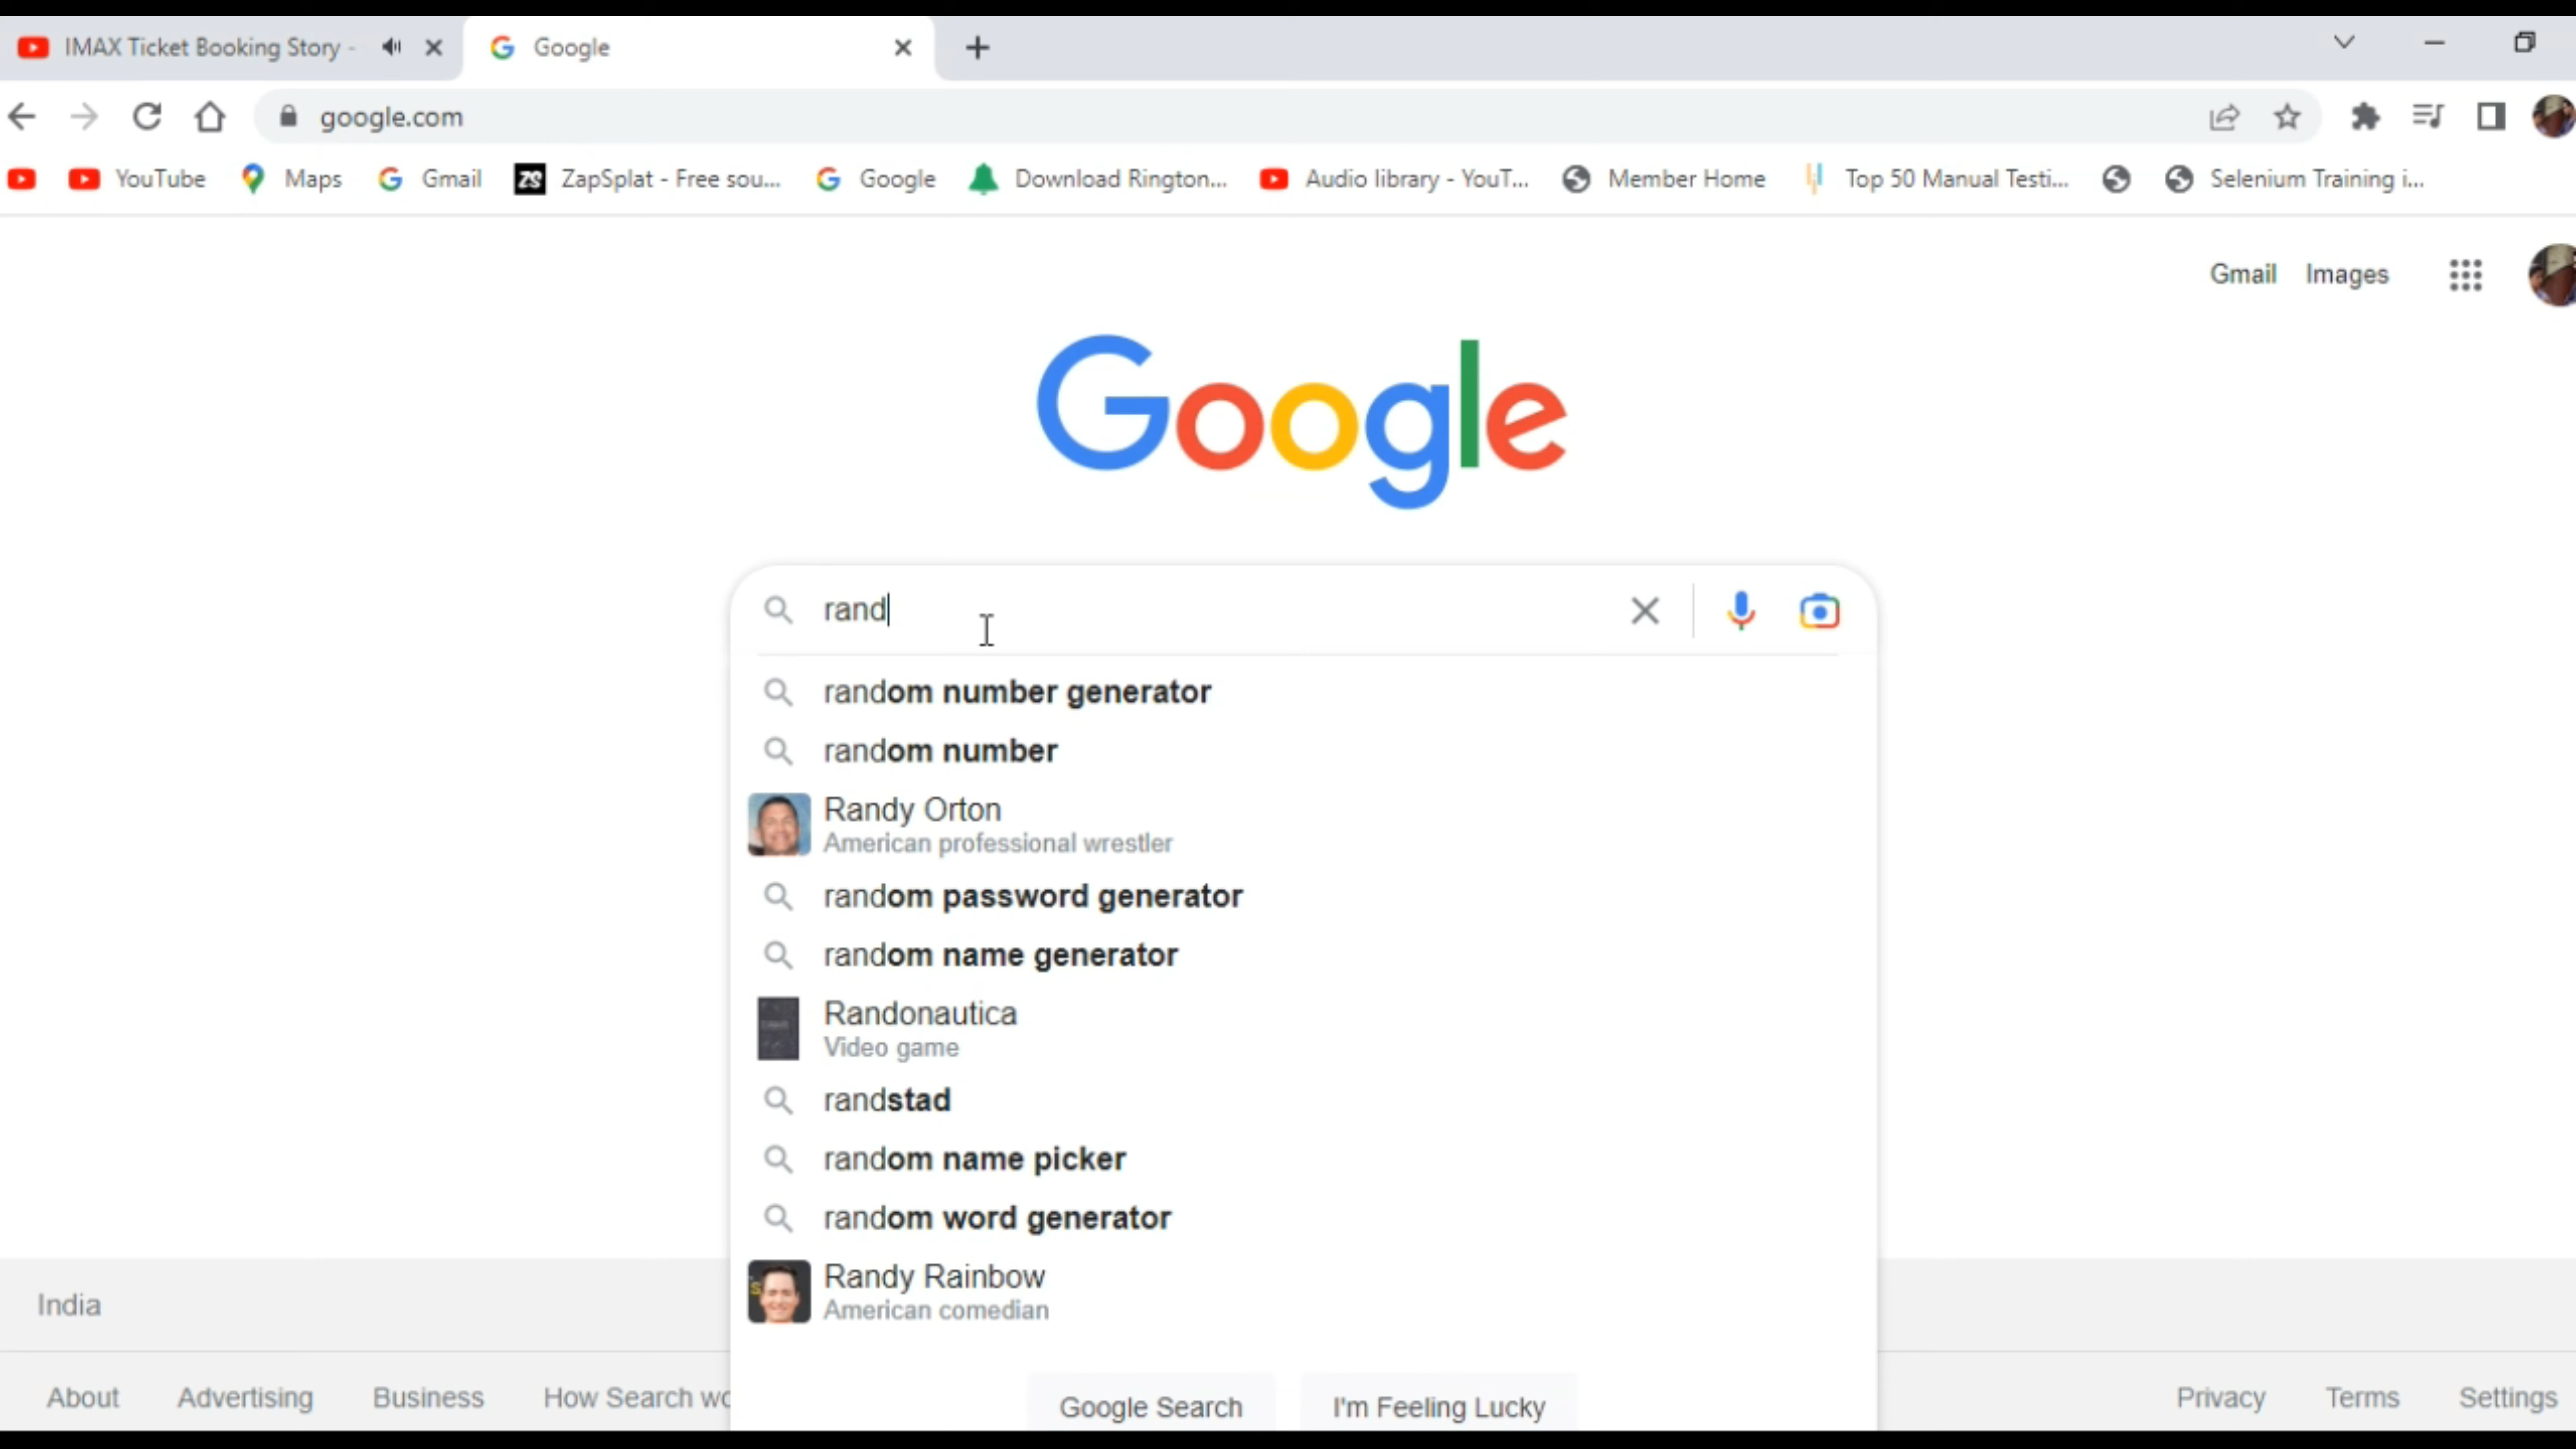 IMAX Ticket Booking Story -
Google
google.com
YouTube
Maps
Gmail
ZapSplat - Free sou...
Google
Download Rington...
Audio library - YouT...
Member Home
Top 50 Manual Testi...
Selenium Training i...
Gmail
Images
Google
rand
random number generator
random number
Randy Orton
American professional wrestler
random password generator
random name generator
Randonautica
Video game
randstad
random name picker
random word generator
Randy Rainbow
American comedian
Google Search
I'm Feeling Lucky
India
About
Advertising
Business
How Search wo
Privacy
Terms
Settings